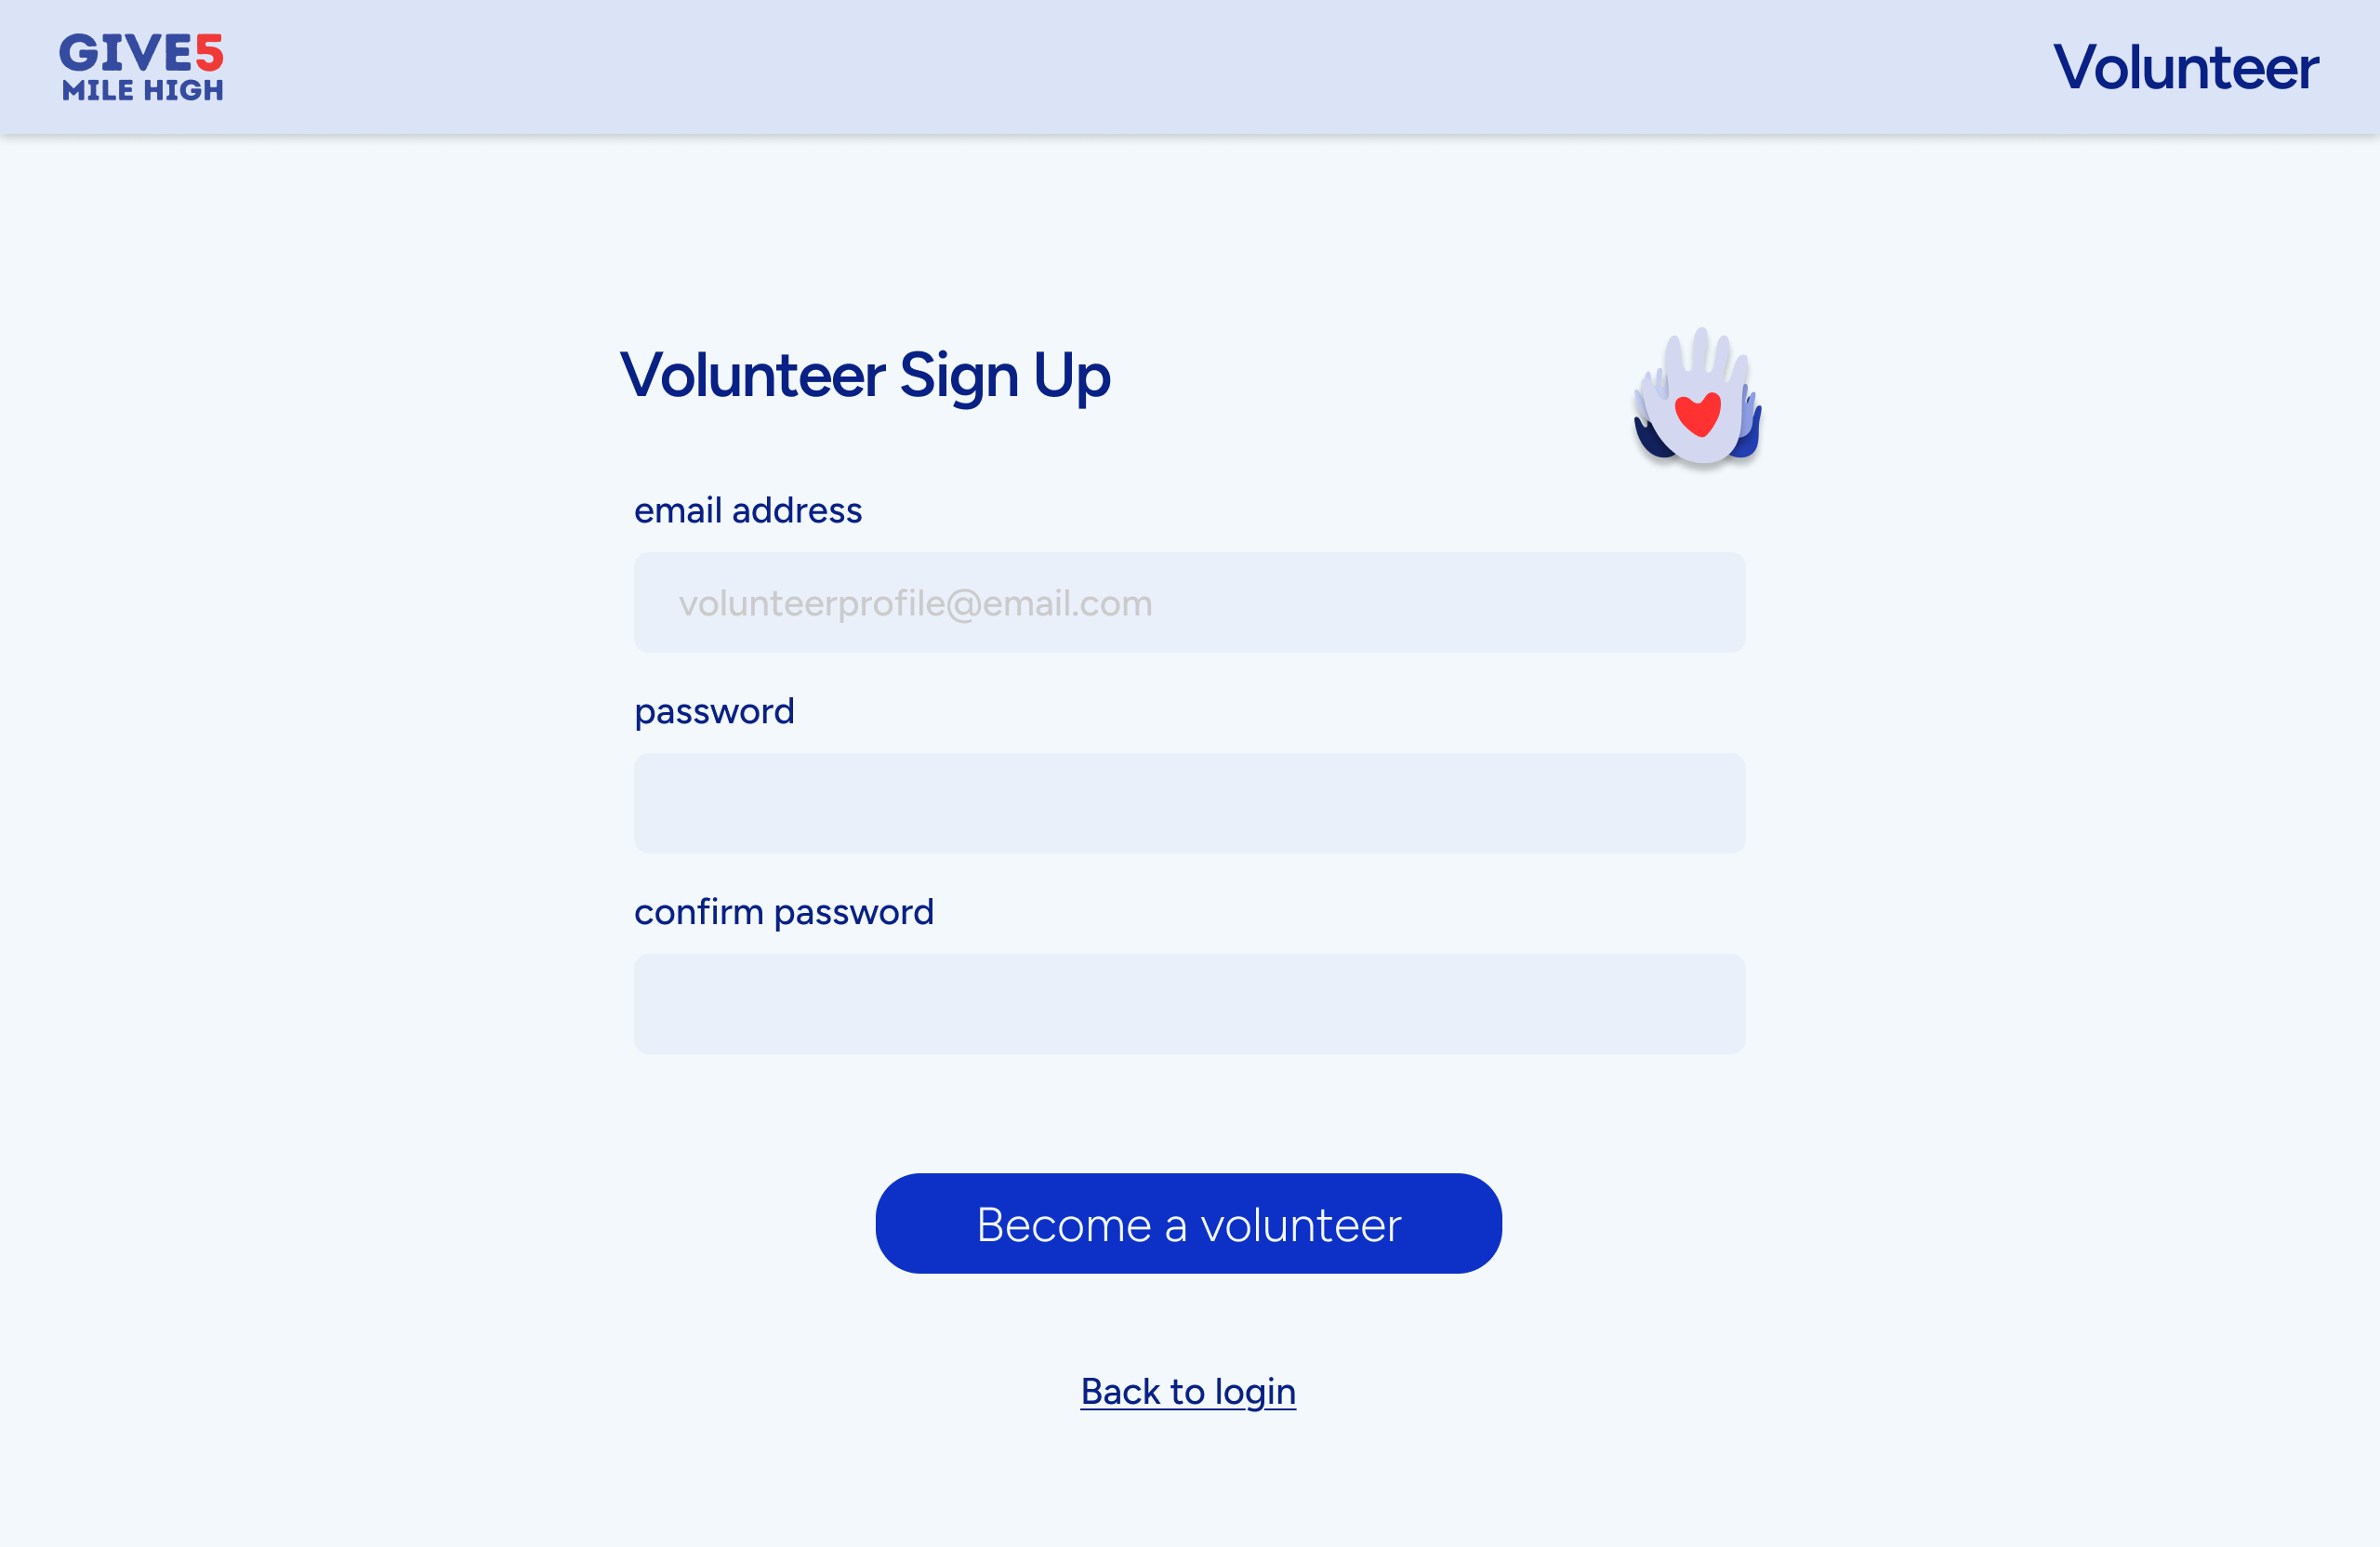 GIVE5
MILE HIGH
Volunteer
Volunteer Sign Up
email address
volunteerprofile@email.com
password
confirm password
Become a volunteer
Back to login